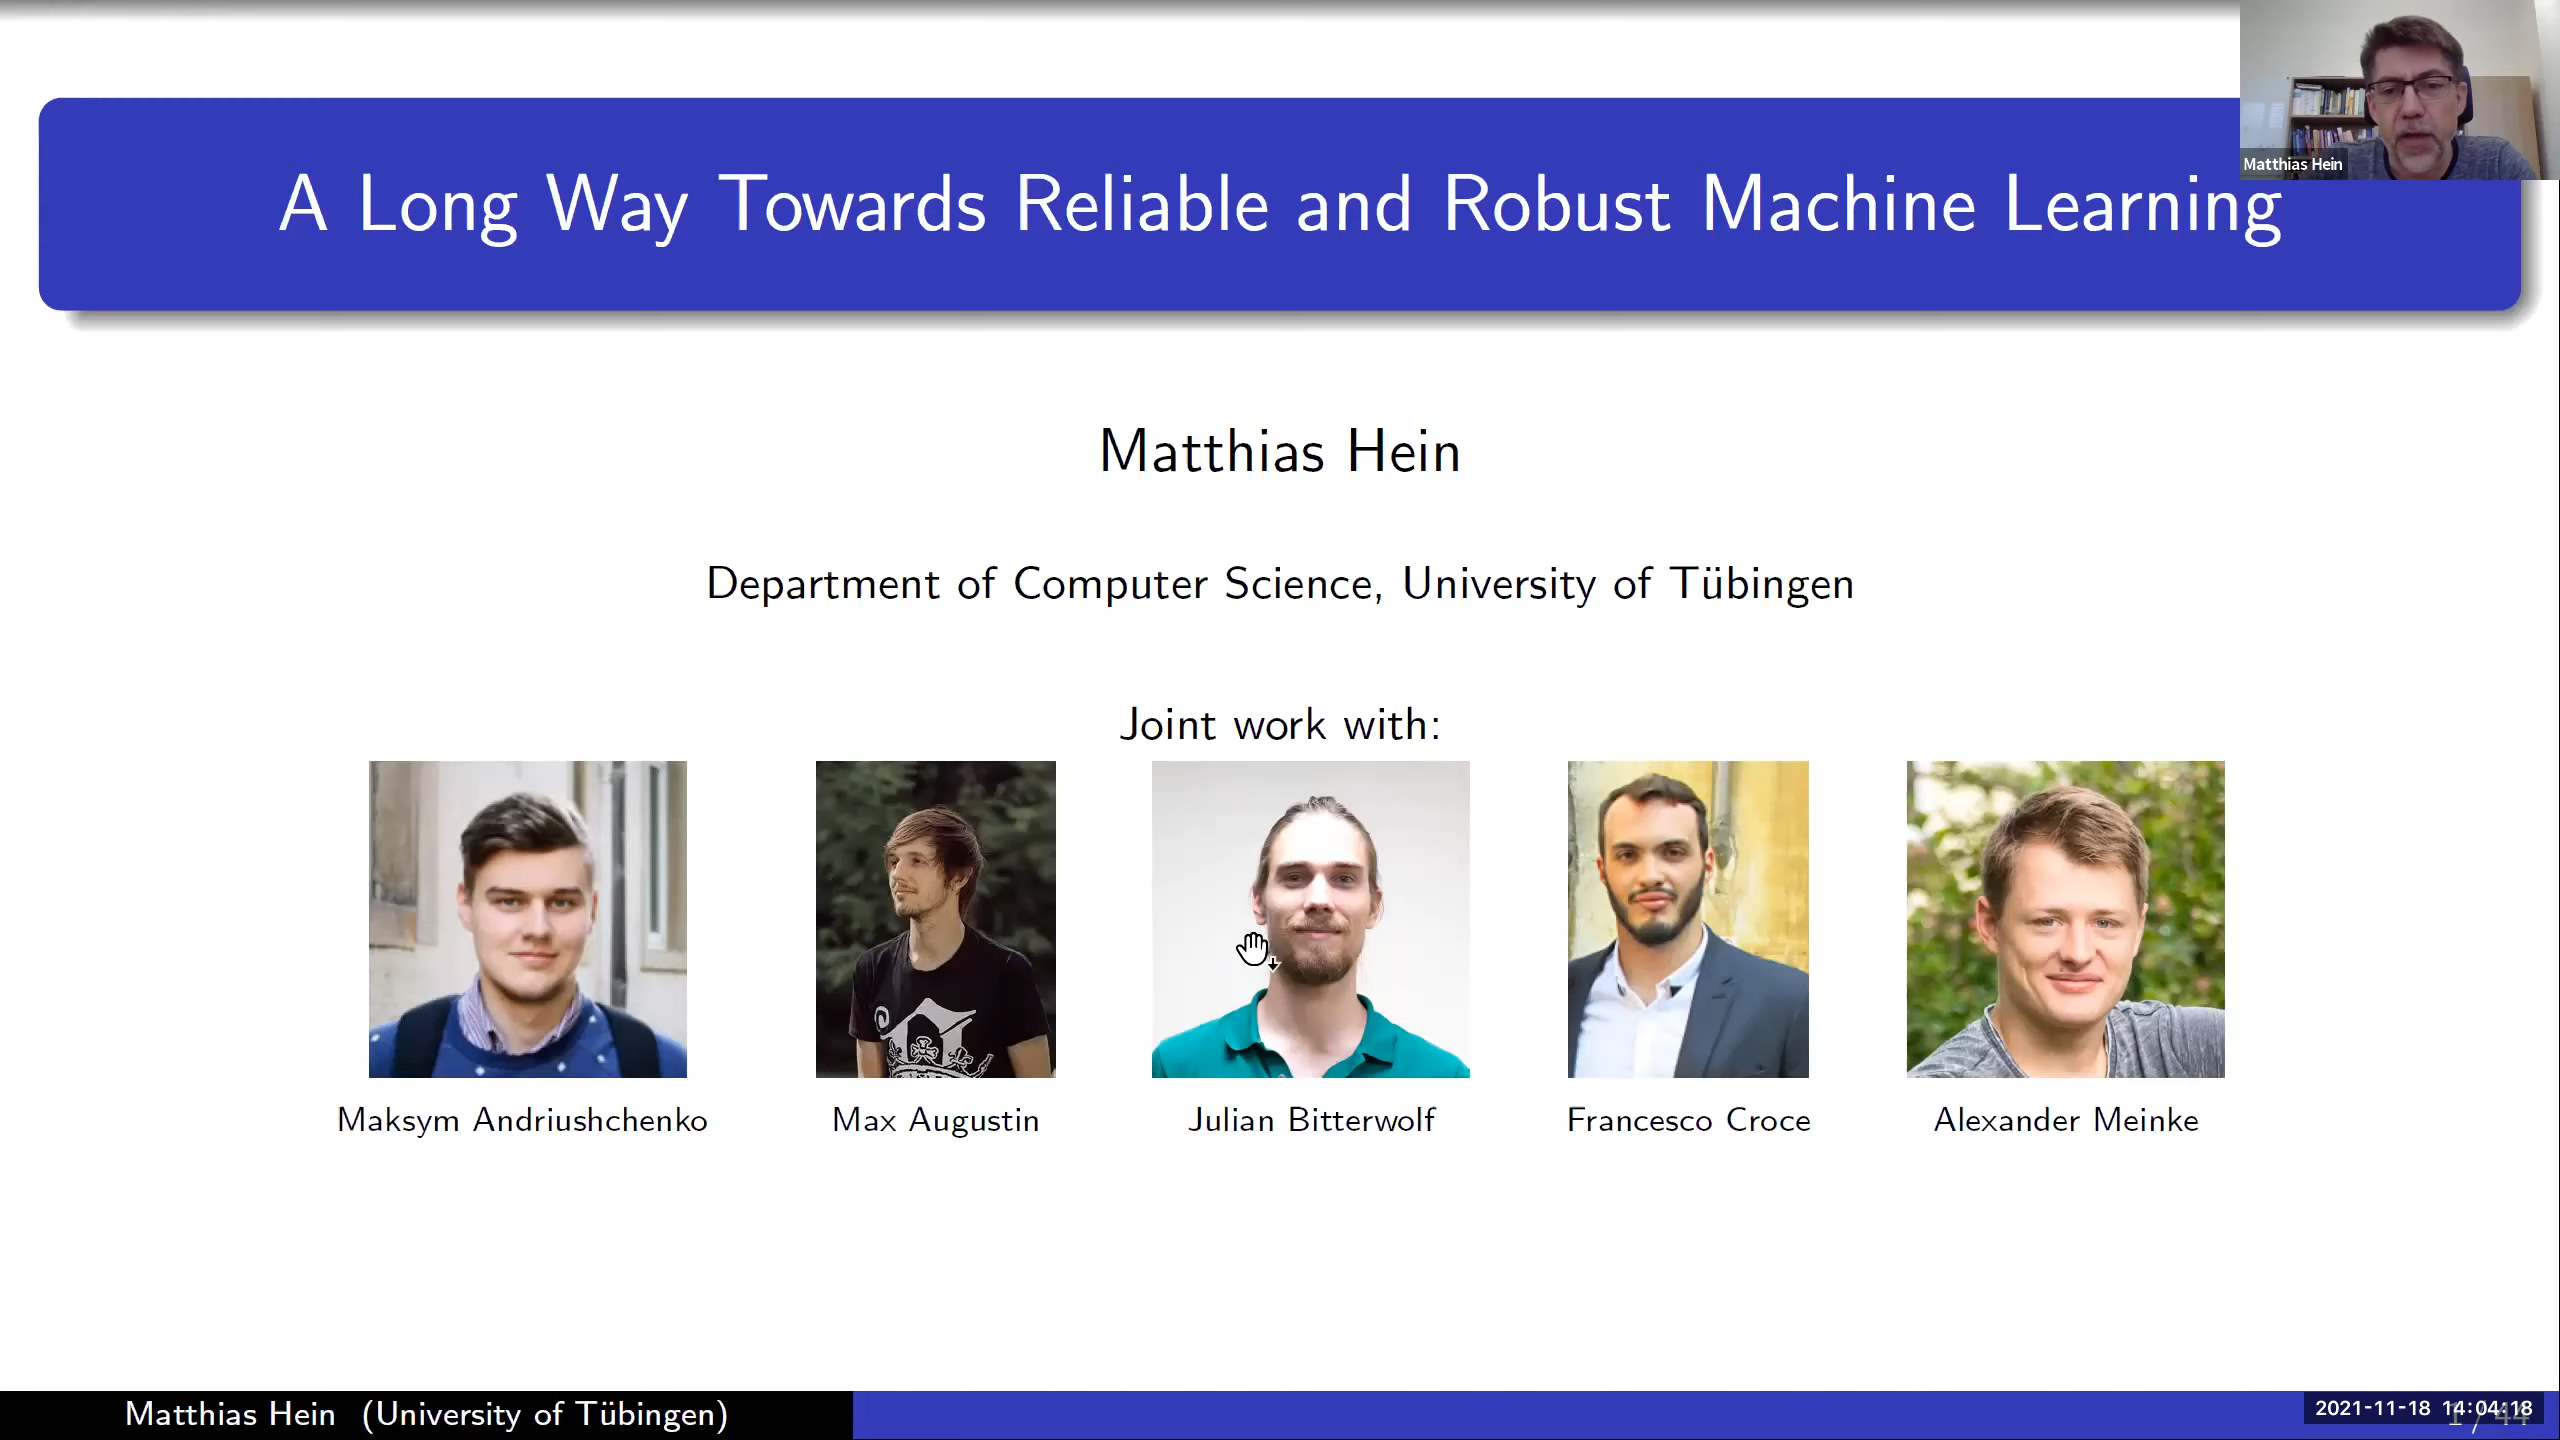 Matthias Hein
A Long Way Towards Reliable and Robust Machine Learning
Matthias Hein
Department of Computer Science, University of Tübingen
Joint work with:
Maksym Andriushchenko
Max Augustin
Julian Bitterwolf
Francesco Croce
Alexander Meinke
Matthias Hein (University of Tübingen)
2021-11-18 14:04:18
1 / 44